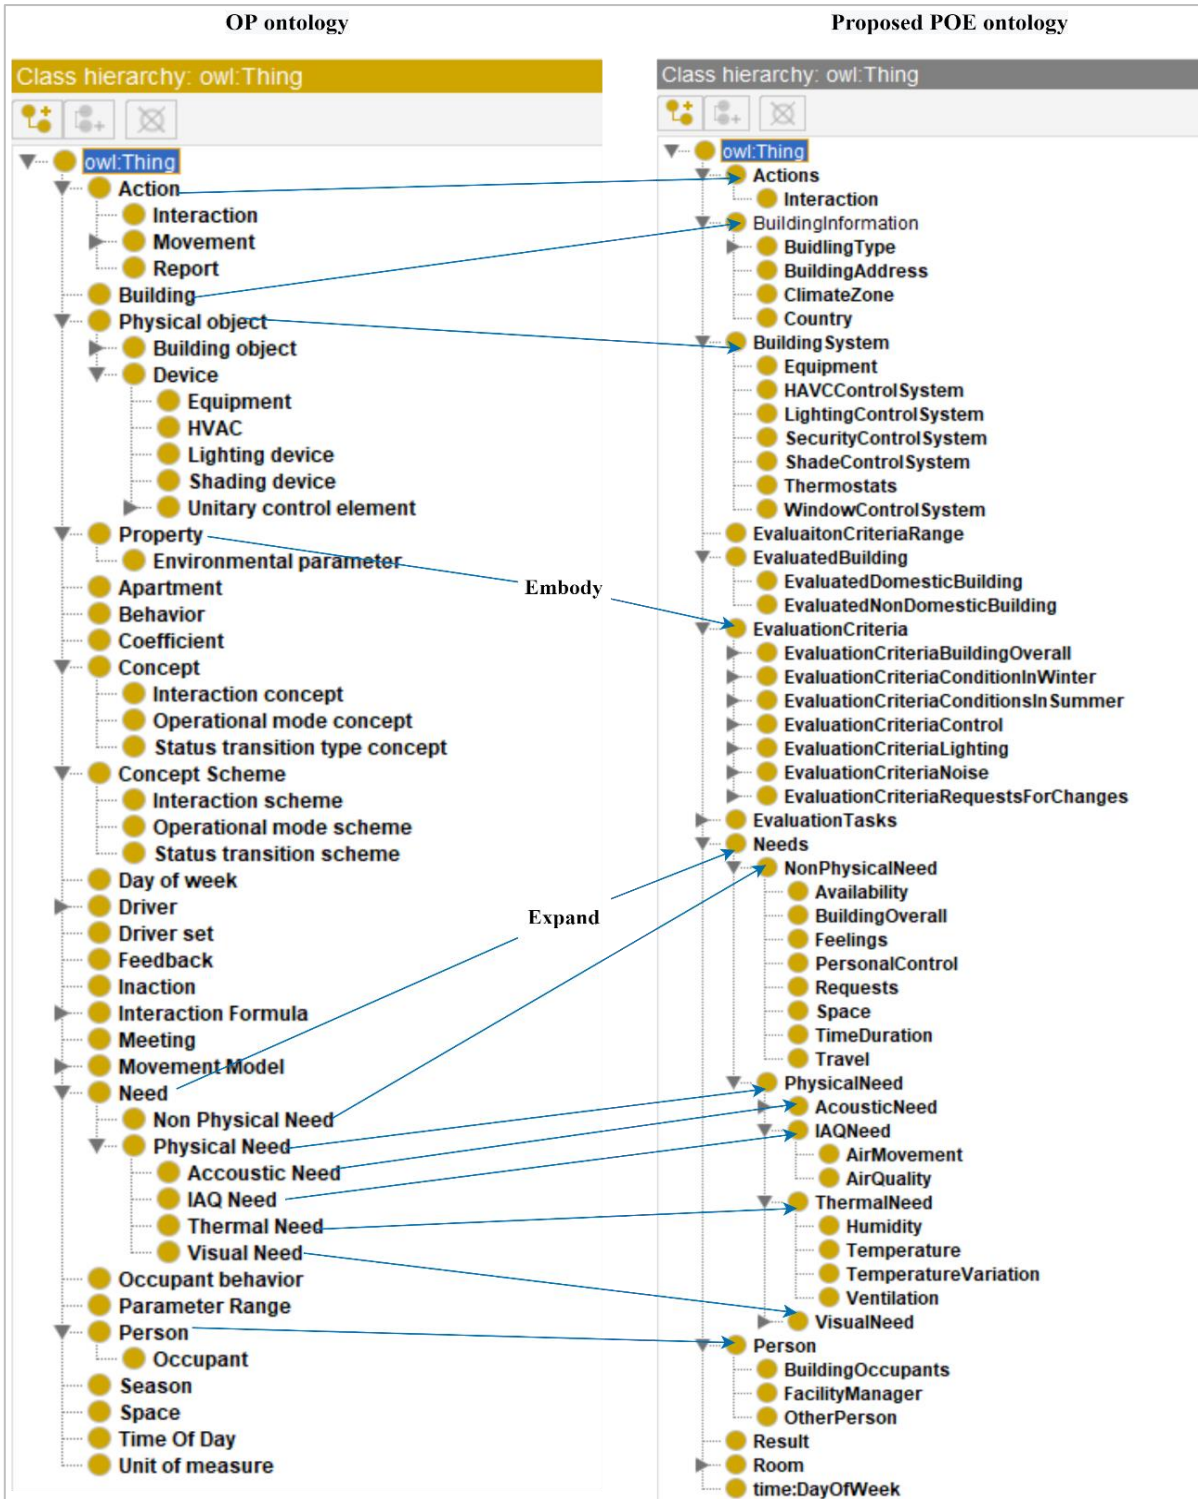 OP ontology
Class hierarchy: owl:Thing
owl:Thing
Action
Interaction
Movement
Report
Building
Physical object
Building object
Device
Equipment
HVAC
Lighting device
Shading device
Unitary control element
Property
Environmental parameter
Apartment
Behavior
Coefficient
Concept
Interaction concept
Operational mode concept
Status transition type concept
Concept Scheme
Interaction scheme
Operational mode scheme
Status transition scheme
Day of week
Driver
Driver set
Feedback
Inaction
Interaction Formula
Meeting
Movement Model
Need
Non Physical Need
Physical Need
Accoustic Need
IAQ Need
Thermal Need
Visual Need
Occupant behavior
Parameter Range
Person
Occupant
Season
Space
Time Of Day
Unit of measure
Embody
Expand
Proposed POE ontology
Class hierarchy: owl:Thing
owl:Thing
Actions
Interaction
BuildingInformation
BuidlingType
BuildingAddress
ClimateZone
Country
BuildingSystem
Equipment
HAVCControlSystem
LightingControlSystem
SecurityControlSystem
ShadeControlSystem
Thermostats
WindowControlSystem
EvaluaitonCriteriaRange
EvaluatedBuilding
EvaluatedDomesticBuilding
EvaluatedNonDomesticBuilding
EvaluationCriteria
EvaluationCriteriaBuildingOverall
EvaluationCriteriaConditionInWinter
EvaluationCriteriaConditionsInSummer
EvaluationCriteriaControl
EvaluationCriteriaLighting
EvaluationCriteriaNoise
EvaluationCriteriaRequestsForChanges
EvaluationTasks
Needs
NonPhysicalNeed
Availability
BuildingOverall
Feelings
PersonalControl
Requests
Space
TimeDuration
Travel
PhysicalNeed
AcousticNeed
IAQNeed
AirMovement
AirQuality
ThermalNeed
Humidity
Temperature
TemperatureVariation
Ventilation
VisualNeed
Person
BuildingOccupants
FacilityManager
OtherPerson
Result
Room
time:DayOfWeek